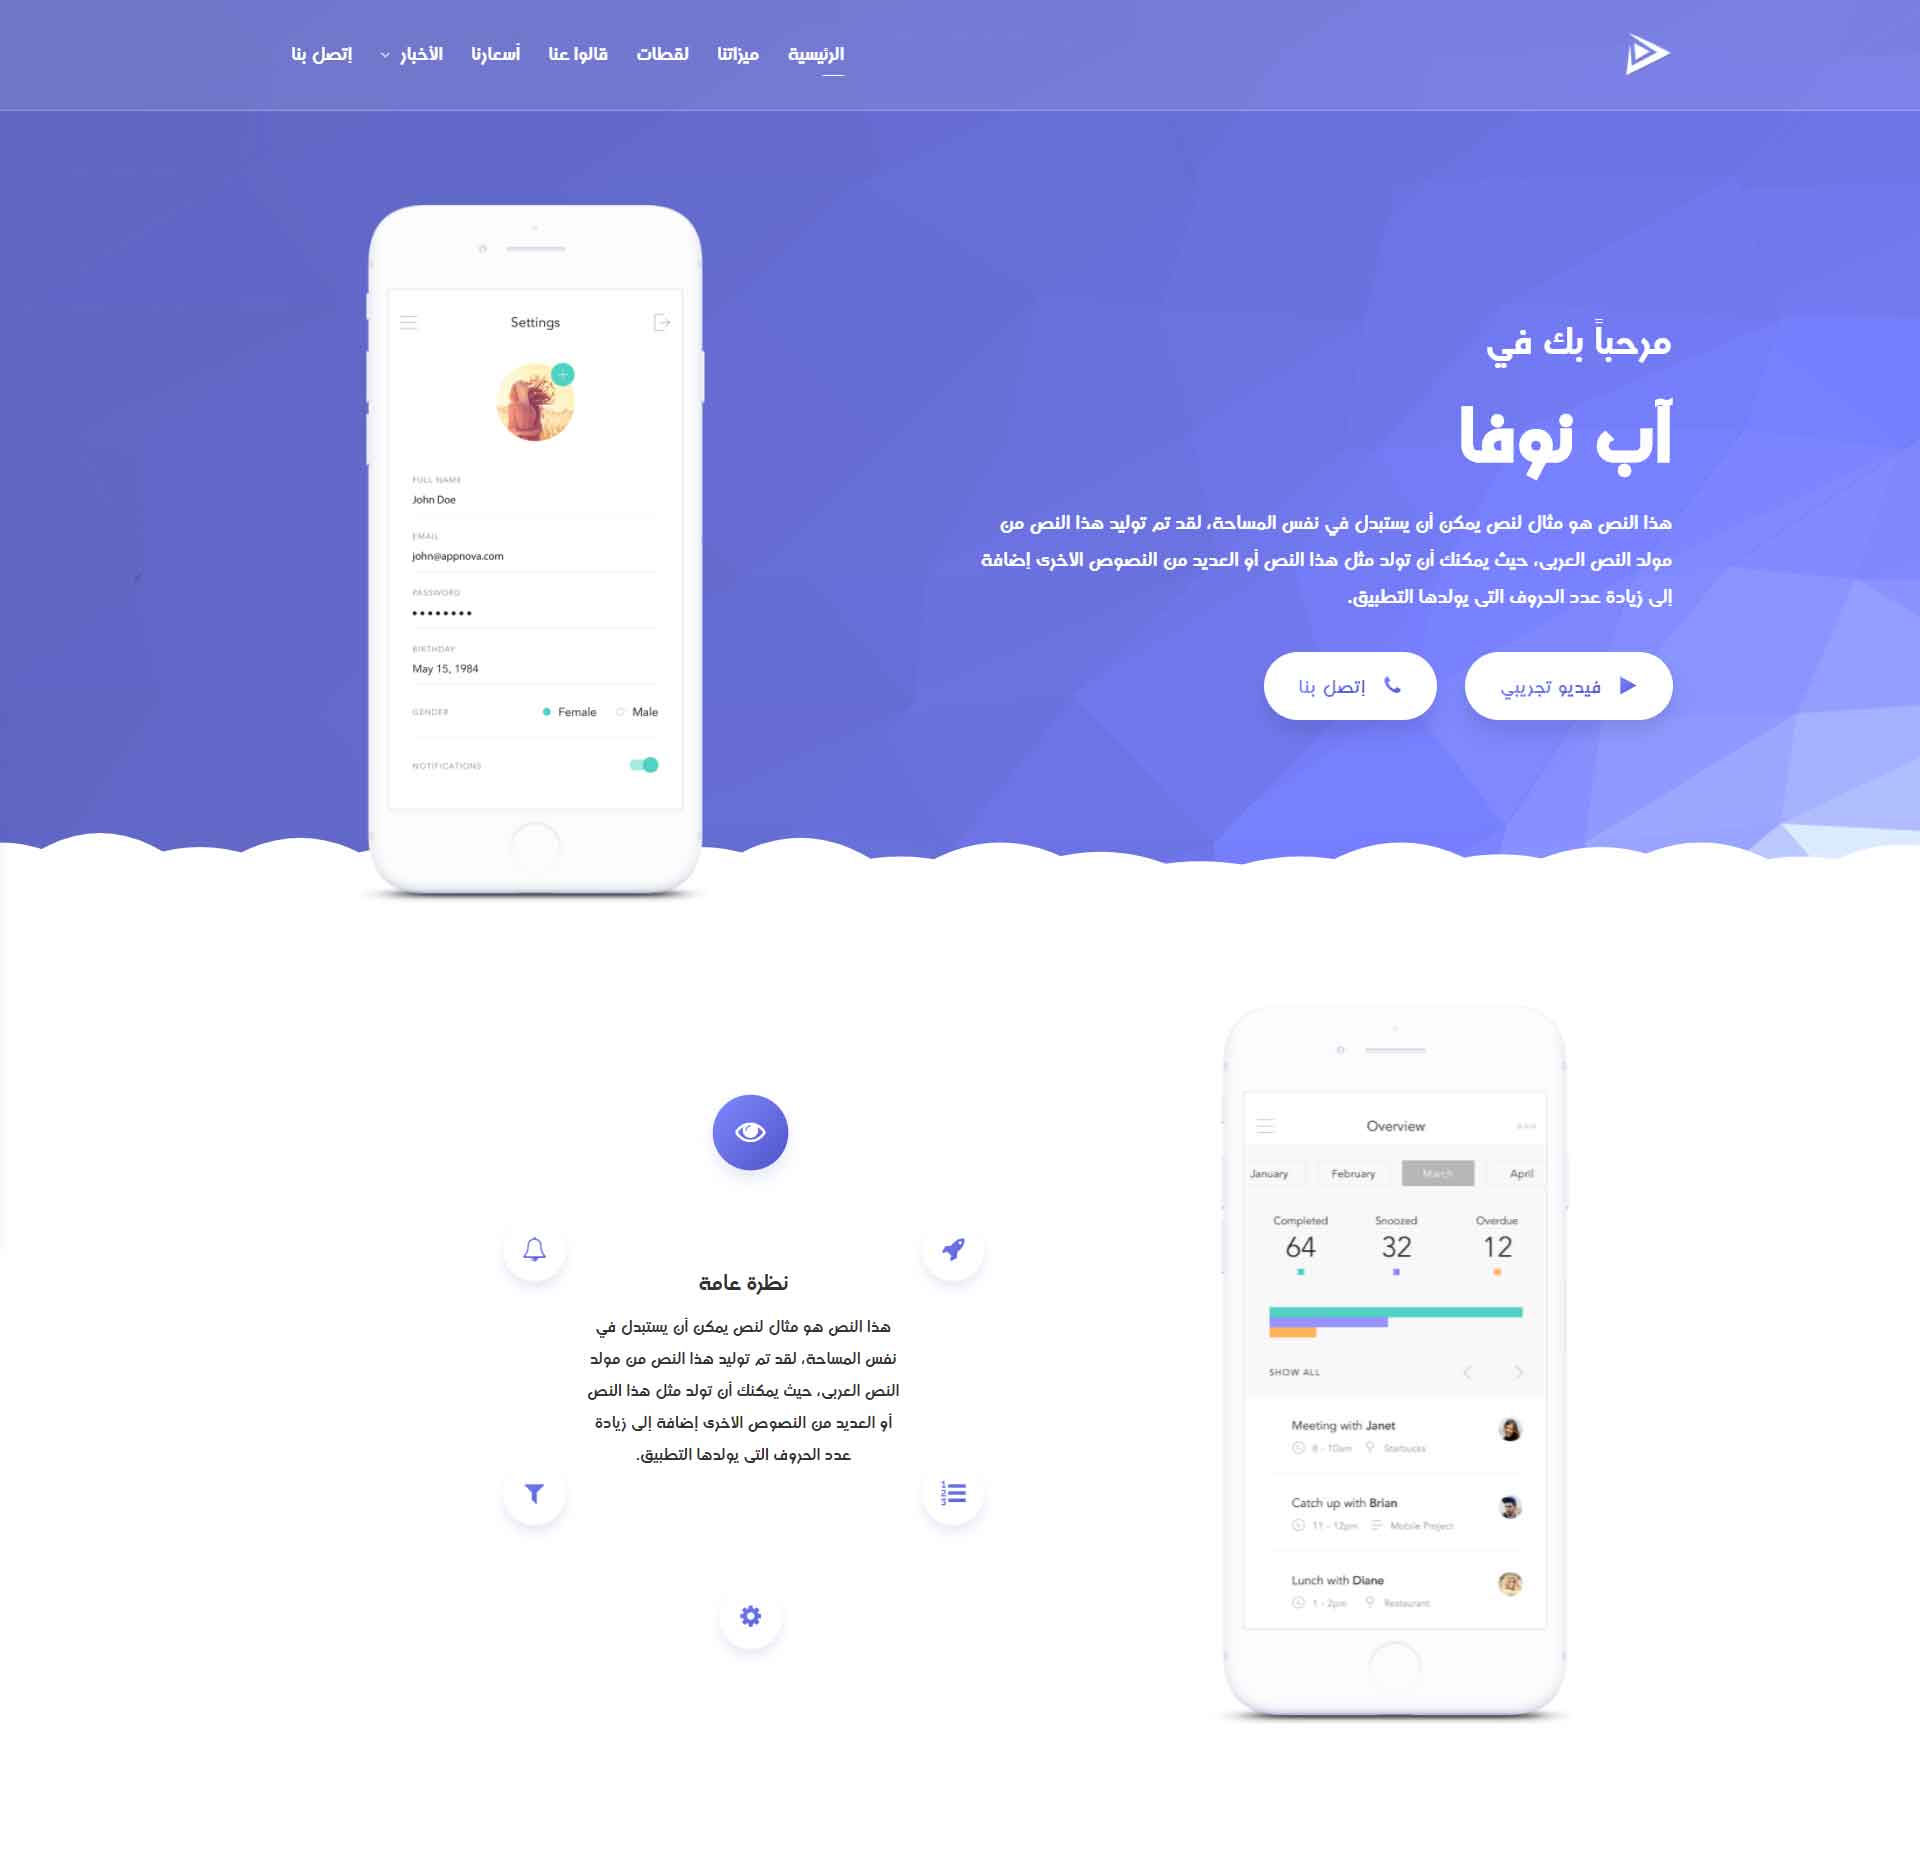 الرئيسية
ميزاتنا
لقطات
قالوا عنا
أسعارنا
الأخبار
إتصل بنا
مرحباً بك في
آب نوفا
هذا النص هو مثال لنص يمكن أن يستبدل في نفس المساحة، لقد تم توليد هذا النص من
مولد النص العربى، حيث يمكنك أن تولد مثل هذا النص أو العديد من النصوص الاخرى إضافة
إلى زيادة عدد الحروف التى يولدها التطبيق.
فيديو تجريبي
إتصل بنا
Settings
FULL NAME
John Doe
EMAIL
john@appnova.com
PASSWORD
BIRTHDAY
May 15, 1984
GENDER Female Male
NOTIFICATIONS
Overview
January February March April
Completed Snoozed Overdue
64 32 12
SHOW ALL
Meeting with Janet
8 - 10am Starbucks
Catch up with Brian
11 - 12pm Mobile Project
Lunch with Diane
1 - 2pm Restaurant
نظرة عامة
هذا النص هو مثال لنص يمكن أن يستبدل في
نفس المساحة، لقد تم توليد هذا النص من مولد
النص العربى، حيث يمكنك أن تولد مثل هذا النص
أو العديد من النصوص الاخرى إضافة إلى زيادة
عدد الحروف التى يولدها التطبيق.